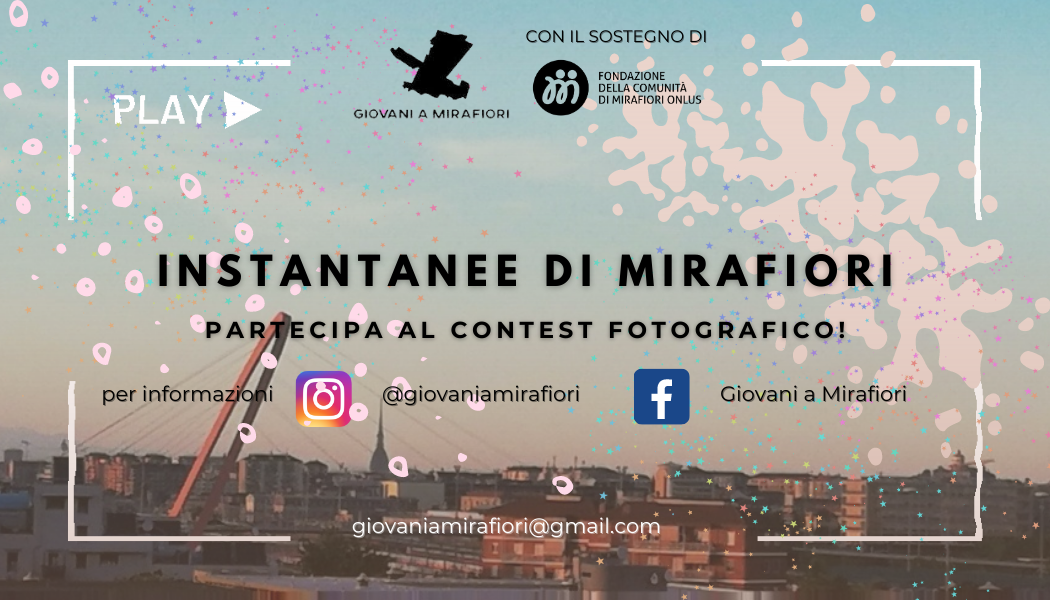 PLAY
GIOVANI A MIRAFIORI
CON IL SOSTEGNO DI
FONDAZIONE
DELLA COMUNITÀ
DI MIRAFIORI ONLUS
INSTANTANEE DI MIRAFIORI
PARTECIPA AL CONTEST FOTOGRAFICO!
per informazioni @giovaniamirafiori Giovani a Mirafiori
giovaniamirafiori@gmail.com